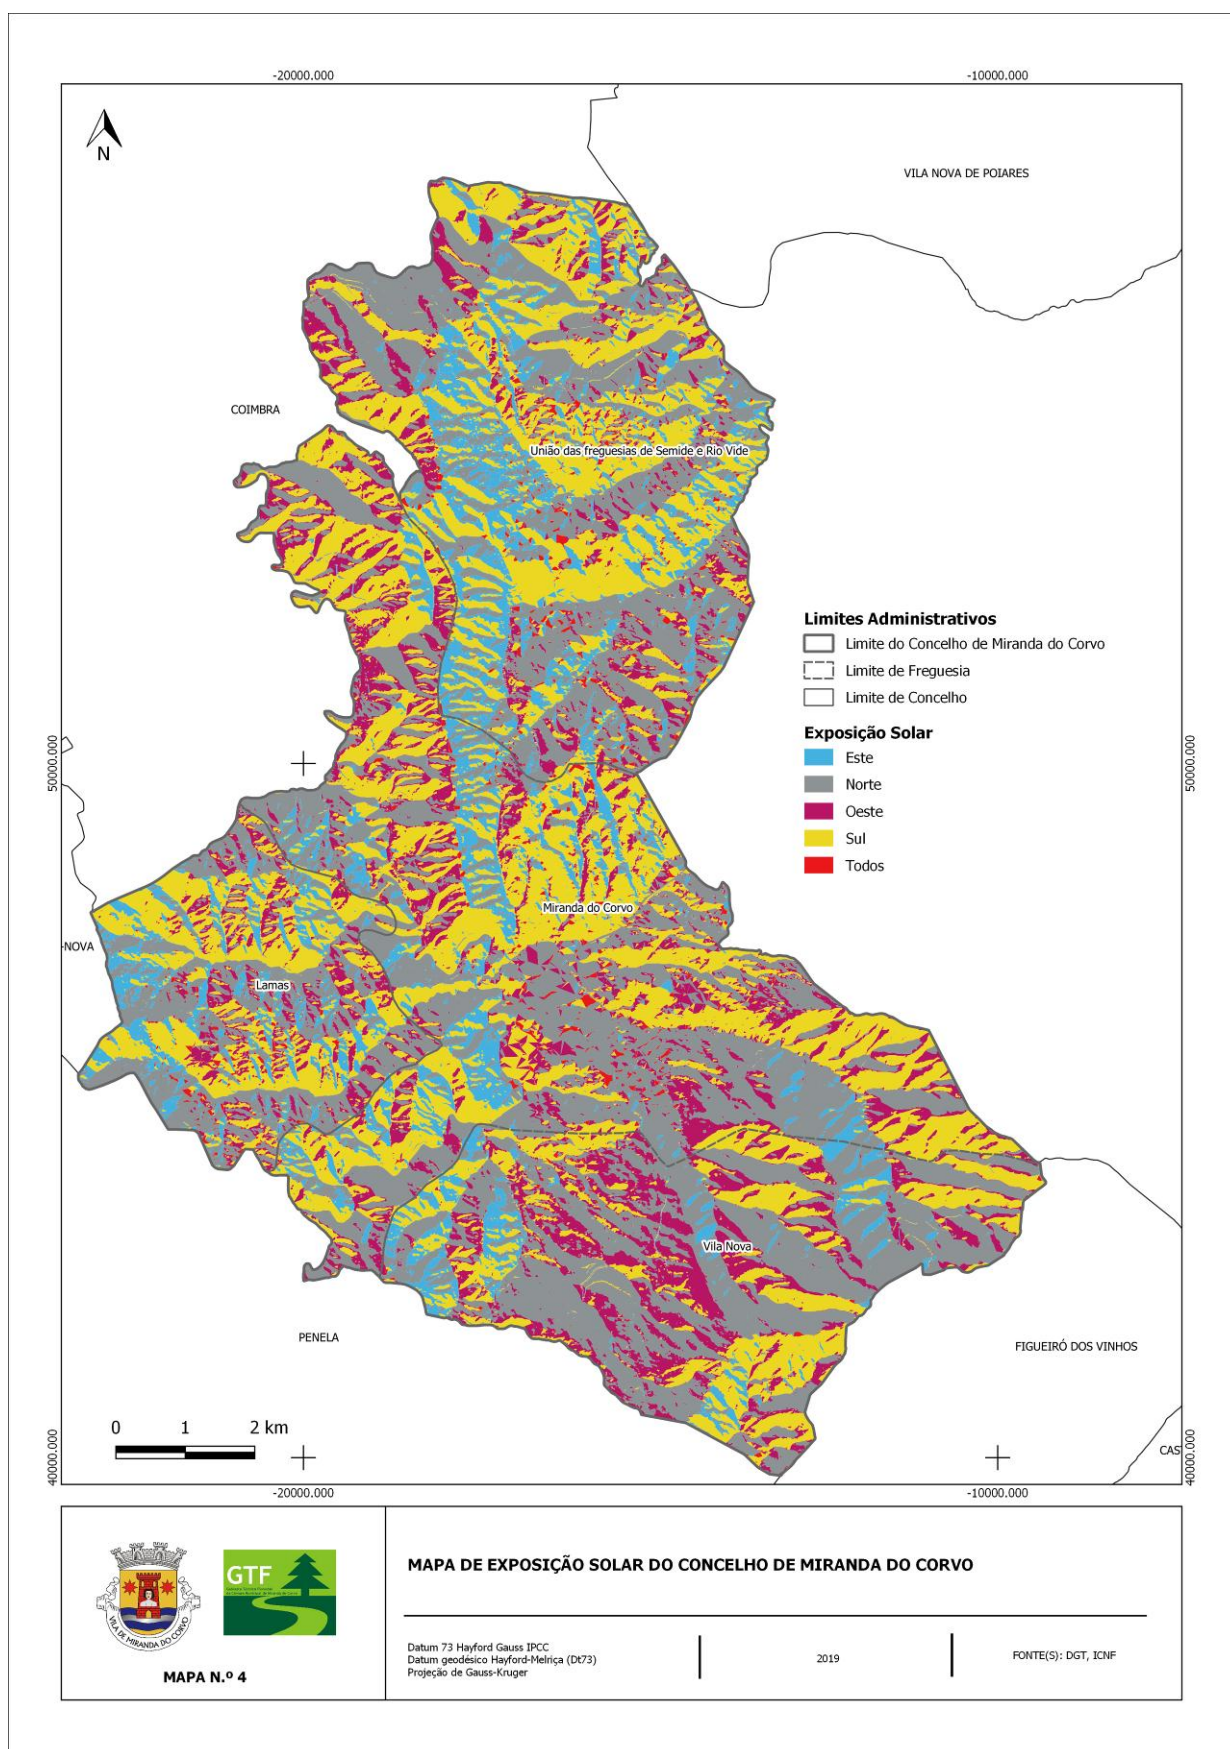 -20000.000
-10000.000
N
VILA NOVA DE POIARES
COIMBRA
União das freguesias de Semide e Rio Vide
Limites Administrativos
Limite do Concelho de Miranda do Corvo
Limite de Freguesia
Limite de Concelho
Exposição Solar
Este
Norte
Oeste
Sul
Todos
50000.000
50000.000
Miranda do Corvo
-NOVA
Lamas
Vila Nova
PENELA
FIGUEIRÓ DOS VINHOS
0 1 2 km
CAS
40000.000
40000.000
-20000.000
-10000.000
GTF
VILA DE MIRANDA DO CORVO
MAPA N.º 4
MAPA DE EXPOSIÇÃO SOLAR DO CONCELHO DE MIRANDA DO CORVO
Datum 73 Hayford Gauss IPCC
Datum geodésico Hayford-Melriça (Dt73)
Projeção de Gauss-Kruger
2019
FONTE(S): DGT, ICNF